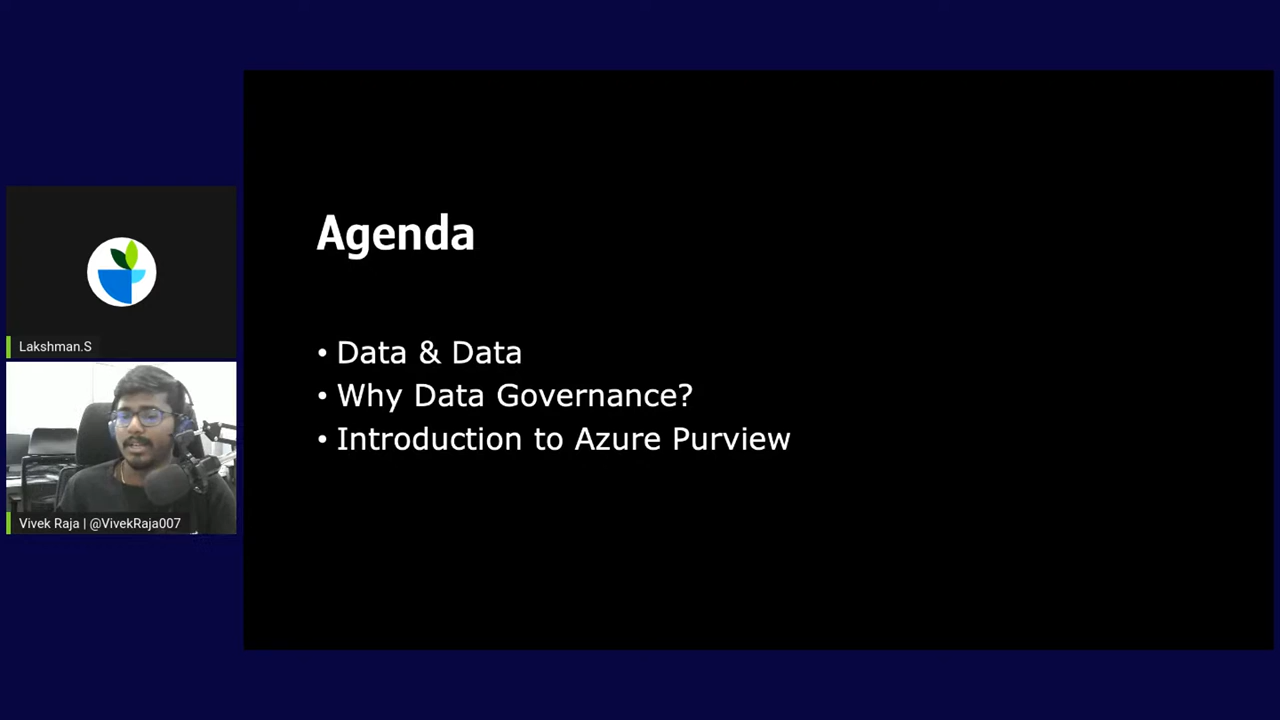 Agenda
• Data & Data
• Why Data Governance?
• Introduction to Azure Purview
Lakshman.S
Vivek Raja | @VivekRaja007